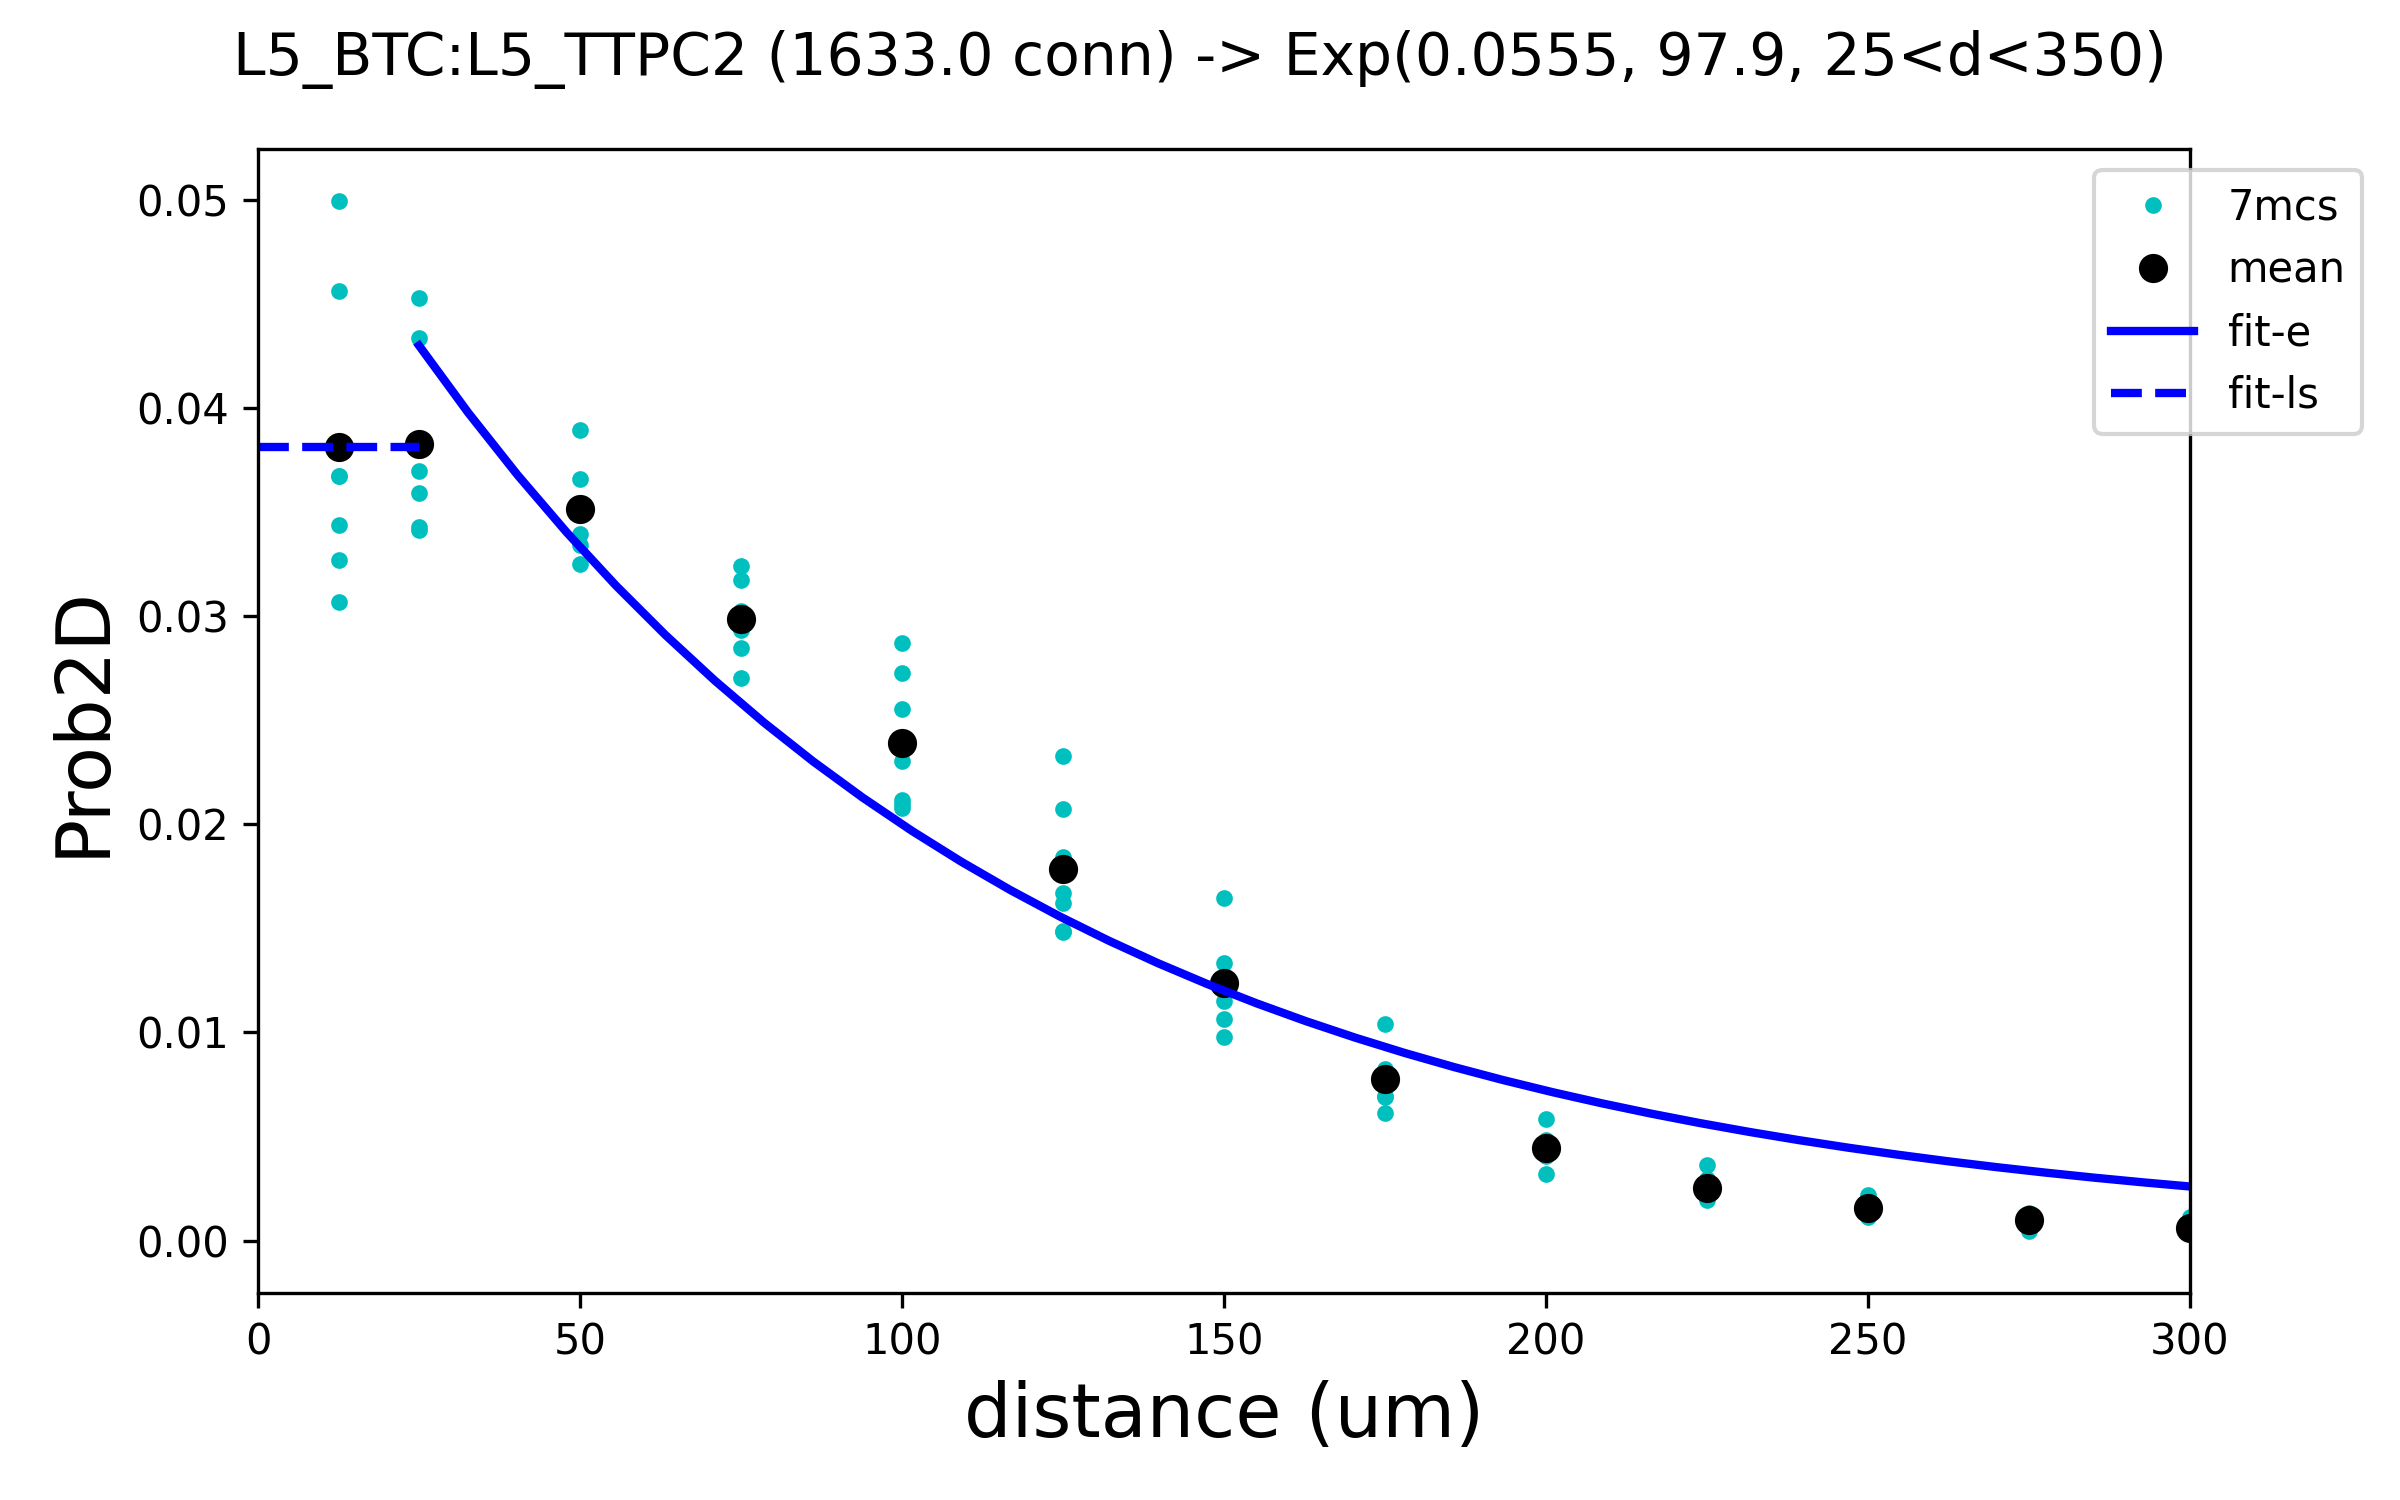 L5_BTC:L5_TTPC2 (1633.0 conn) -> Exp(0.0555, 97.9, 25<d<350)
0.05
0.04
0.03
0.02
0.01
0.00
Prob2D
0 50 100 150 200 250 300
distance (um)
7mcs
mean
fit-e
fit-ls